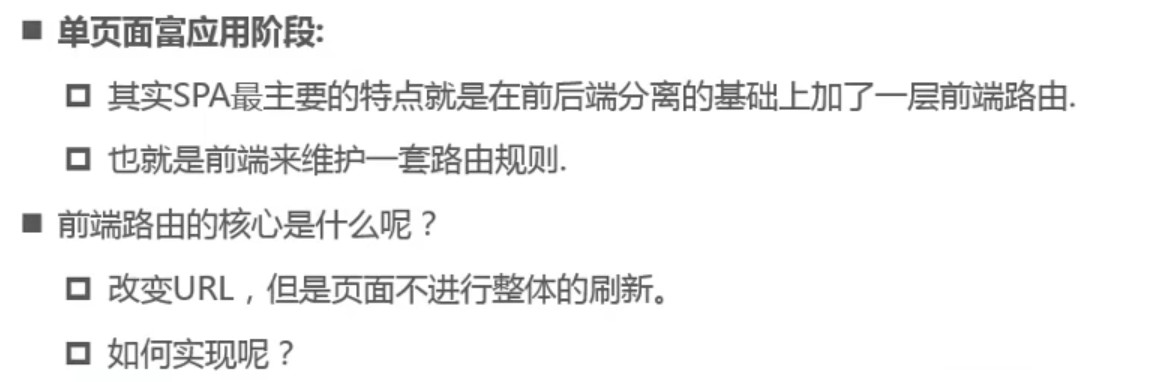 单页面富应用阶段:
其实SPA最主要的特点就是在前后端分离的基础上加了一层前端路由.
也就是前端来维护一套路由规则.
前端路由的核心是什么呢？
改变URL，但是页面不进行整体的刷新。
如何实现呢？